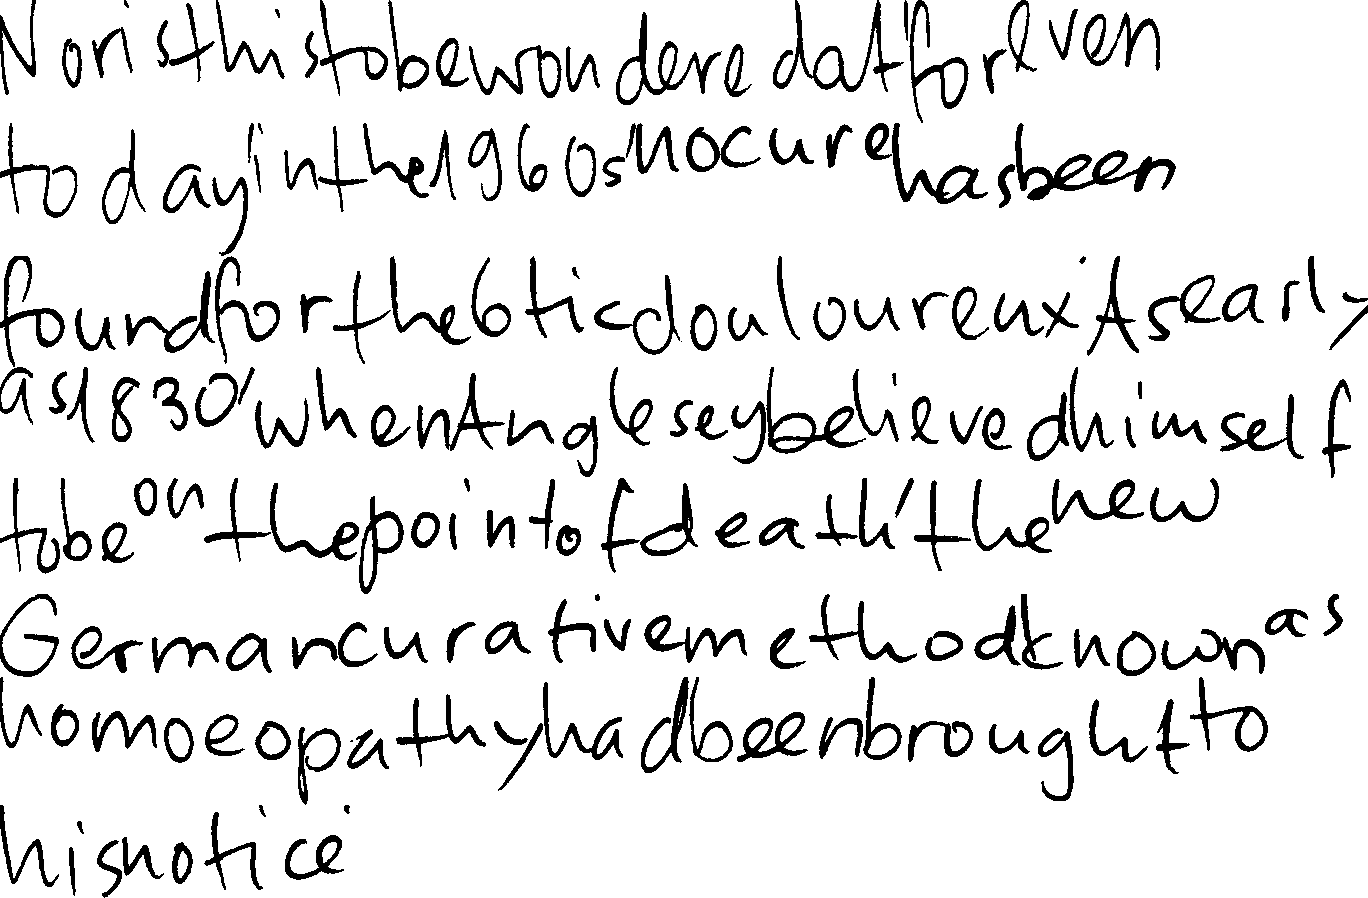 Nor is this to be wondered at, for even
today, in the 1960s, no cure has been
found for the 6tic douloureux. As early
as 1830, when Anglesey believed himself
to be on the point of death, the new
German curative method known as
homoeopathy had been brought to
his notice.